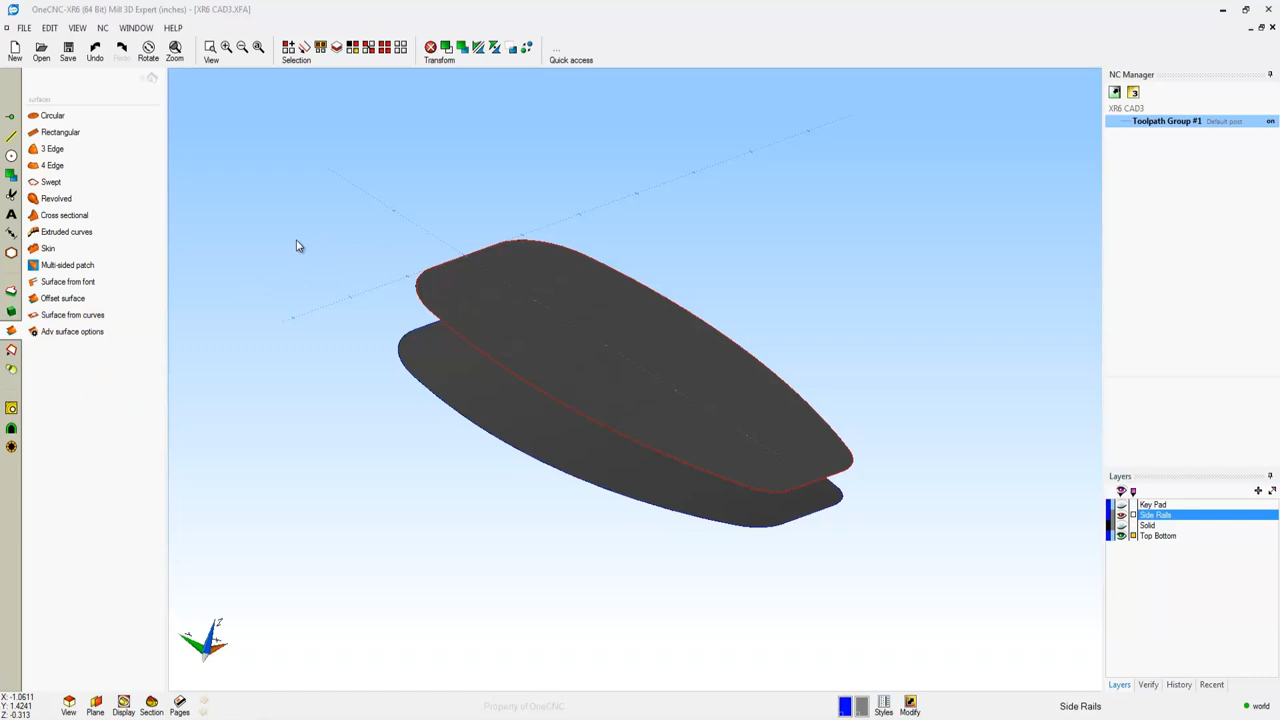 OneCNC-XR6 (64 Bit) Mill 3D Expert (inches) - [XR6 CAD3.XFA]
FILE EDIT VIEW NC WINDOW HELP
New Open Save Undo Redo Rotate Zoom View Selection Transform Quick access
surfaces
Circular
Rectangular
3 Edge
4 Edge
Swept
Revolved
Cross sectional
Extruded curves
Skin
Multi-sided patch
Surface from font
Offset surface
Surface from curves
Adv surface options
NC Manager
3
XR6 CAD3
Toolpath Group #1 Default post on
Layers
Key Pad
Side Rails
Solid
Top Bottom
Z
Layers Verify History Recent
X: -1.0611
Y: 1.4241
Z: -0.313
View Plane Display Section Pages
Property of OneCNC
Styles Modify
Side Rails
world